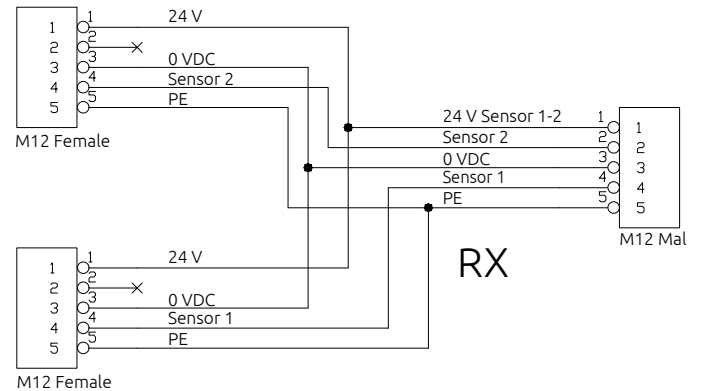 1 1 24 V
2 2
3 3 0 VDC
4 4 Sensor 2
5 5 PE
M12 Female
24 V Sensor 1-2 1 1
Sensor 2 2 2
0 VDC 3 3
Sensor 1 4 4
PE 5 5
M12 Mal
RX
1 1 24 V
2 2
3 3 0 VDC
4 4 Sensor 1
5 5 PE
M12 Female